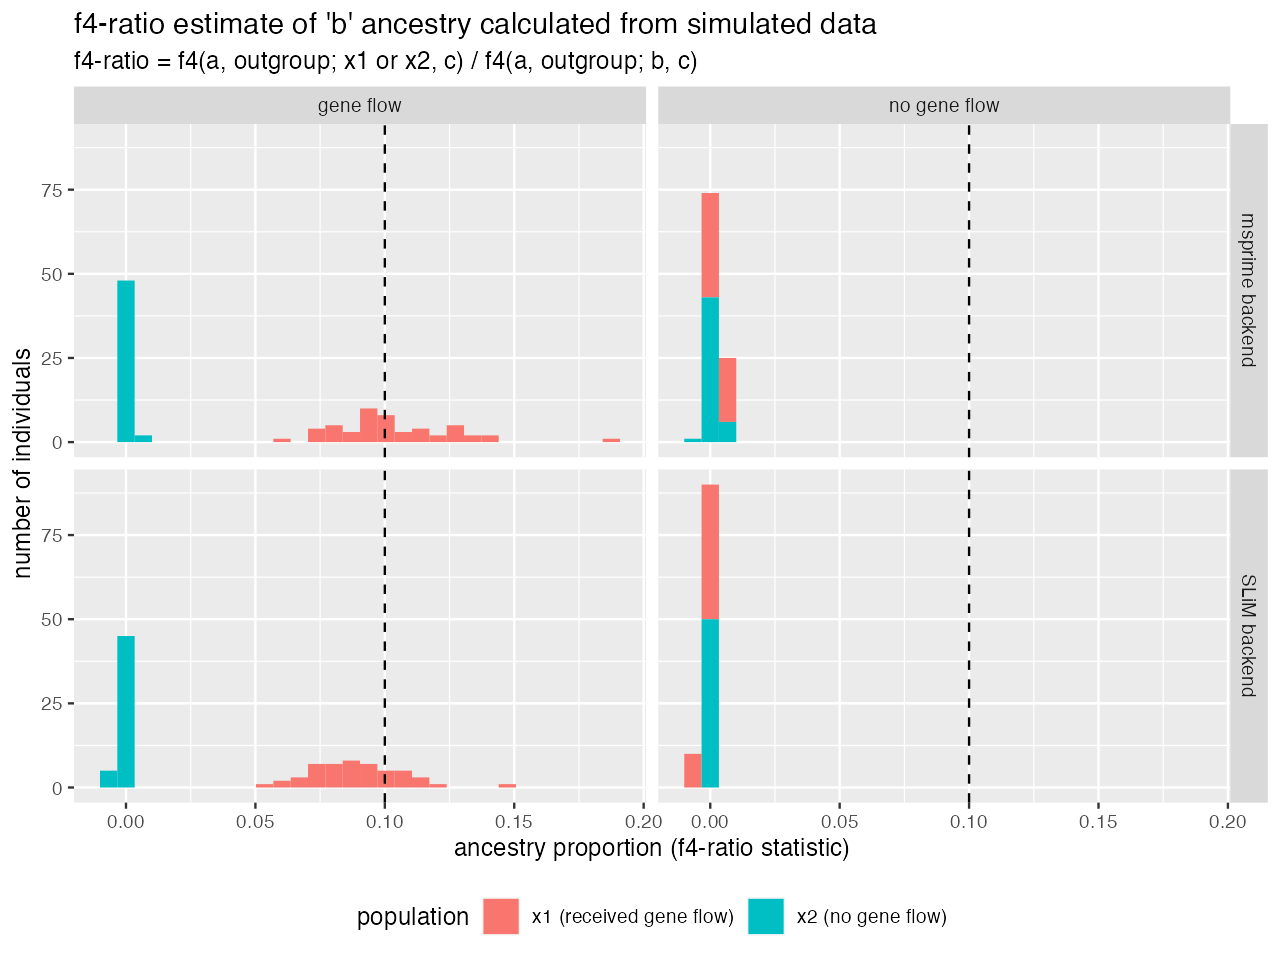 f4-ratio estimate of 'b' ancestry calculated from simulated data
f4-ratio = f4(a, outgroup; x1 or x2, c) / f4(a, outgroup; b, c)
gene flow
no gene flow
75
50
25
0
msprime backend
number of individuals
75
50
25
0
SLiM backend
0.00 0.05 0.10 0.15 0.20 0.00 0.05 0.10 0.15 0.20
ancestry proportion (f4-ratio statistic)
population x1 (received gene flow) x2 (no gene flow)